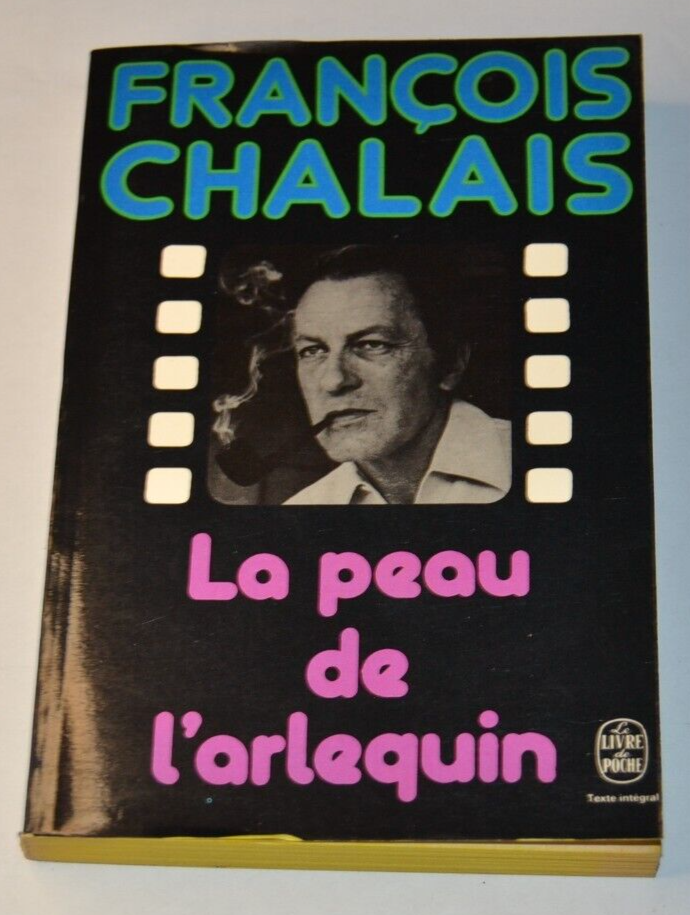 FRANÇOIS
CHALAIS
La peau
de
l'arlequin
Le
LIVRE
de
POCHE
Texte intégral